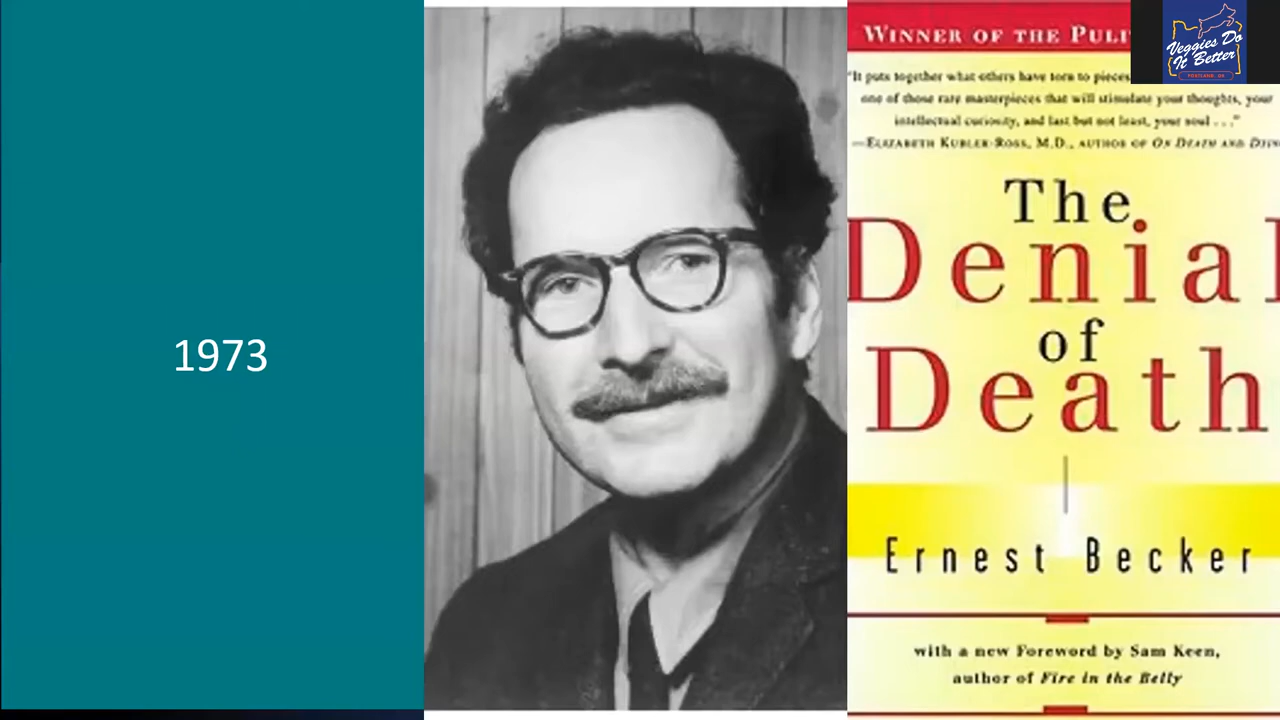 1973
WINNER OF THE
"It puts together what others have torn to pieces
one of those rare masterpieces that will stimulate your thoughts, your
intellectual curiosity, and last but not least, your soul . . ."
—ELIZABETH KUBLER-ROSS, M.D., AUTHOR OF ON DEATH AND
The
Denial
of
Death
Ernest Becker
with a new Foreword by Sam Keen,
author of Fire in the Belly
Veggies Do
It Better
PORTLAND, OR